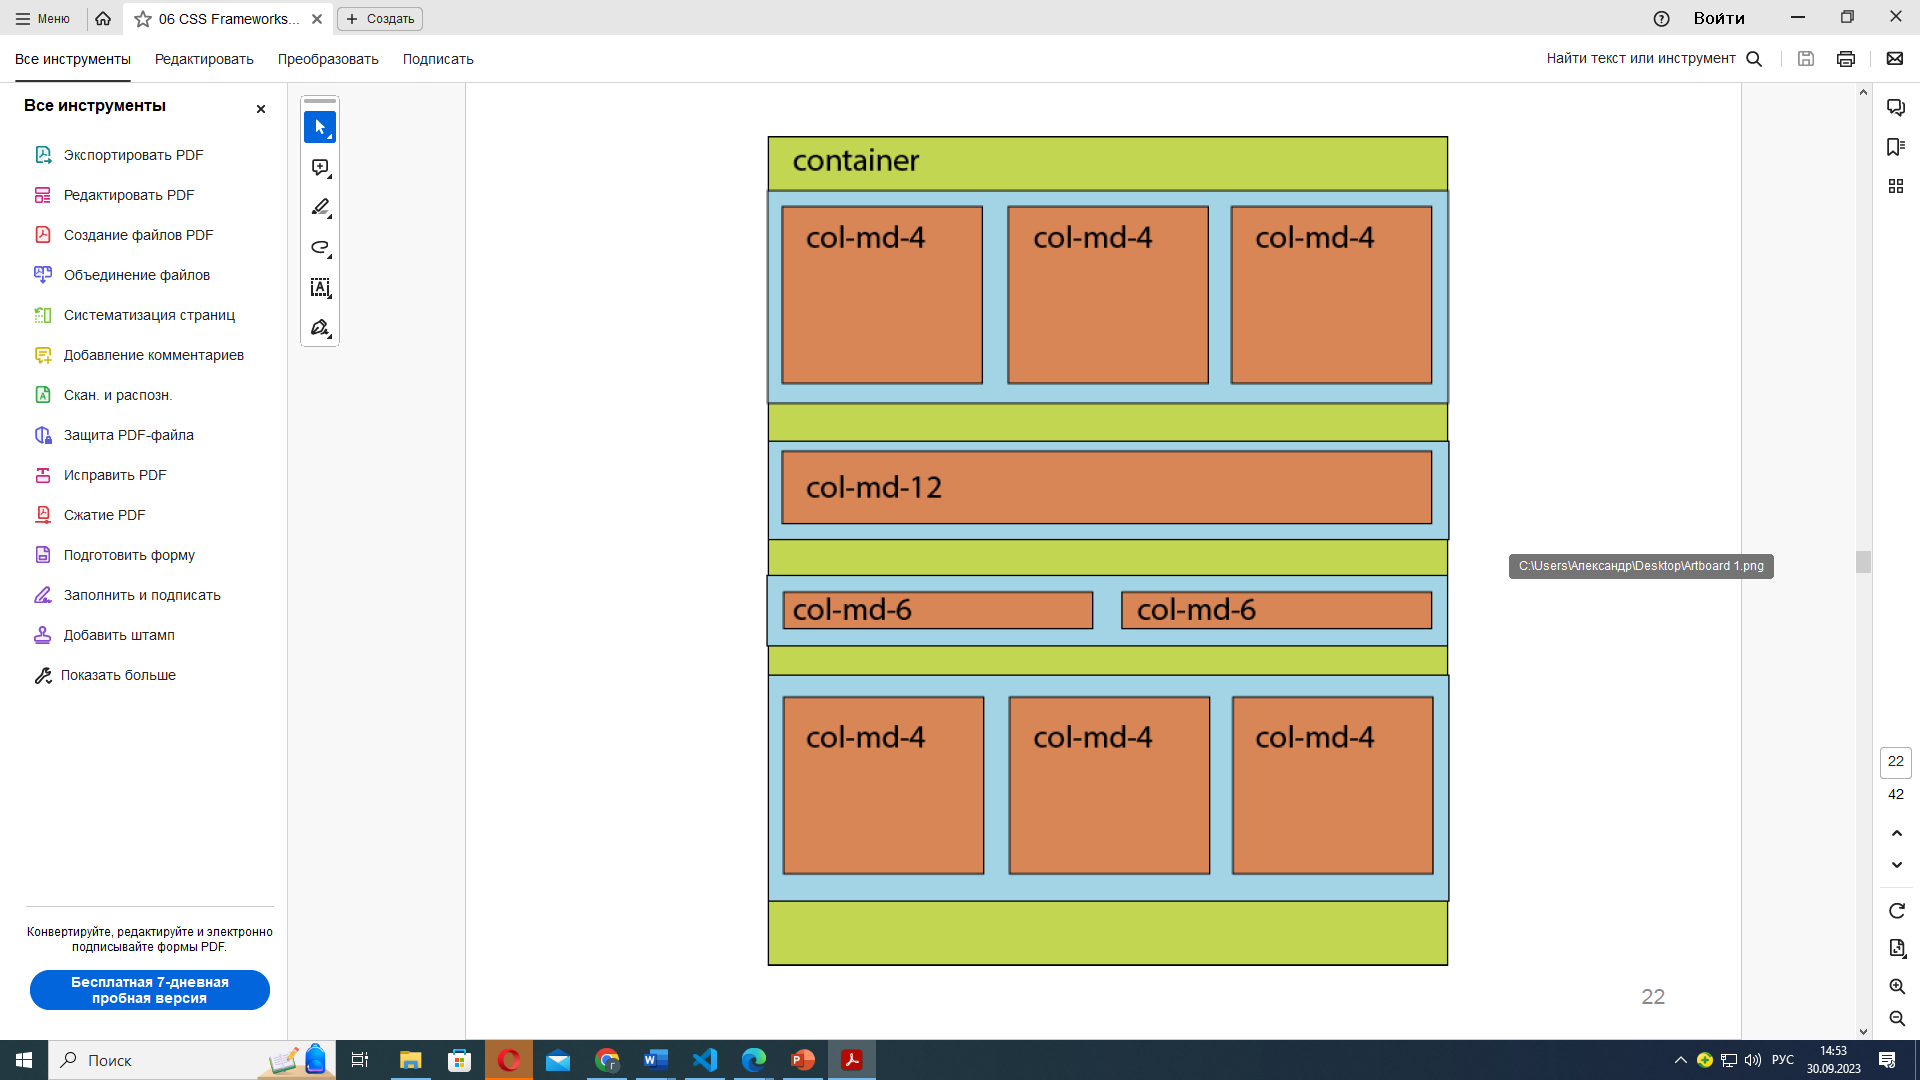 Меню
06 CSS Frameworks...
Создать
Войти
Все инструменты
Редактировать
Преобразовать
Подписать
Найти текст или инструмент
Все инструменты
Экспортировать PDF
Редактировать PDF
Создание файлов PDF
Объединение файлов
Систематизация страниц
Добавление комментариев
Скан. и распозн.
Защита PDF-файла
Исправить PDF
Сжатие PDF
Подготовить форму
Заполнить и подписать
Добавить штамп
Показать больше
Конвертируйте, редактируйте и электронно
подписывайте формы PDF.
Бесплатная 7-дневная
пробная версия
container
col-md-4 col-md-4 col-md-4
col-md-12
col-md-6 col-md-6
col-md-4 col-md-4 col-md-4
C:\Users\Александр\Desktop\Artboard 1.png
22
22
42
Поиск
РУС
14:53
30.09.2023